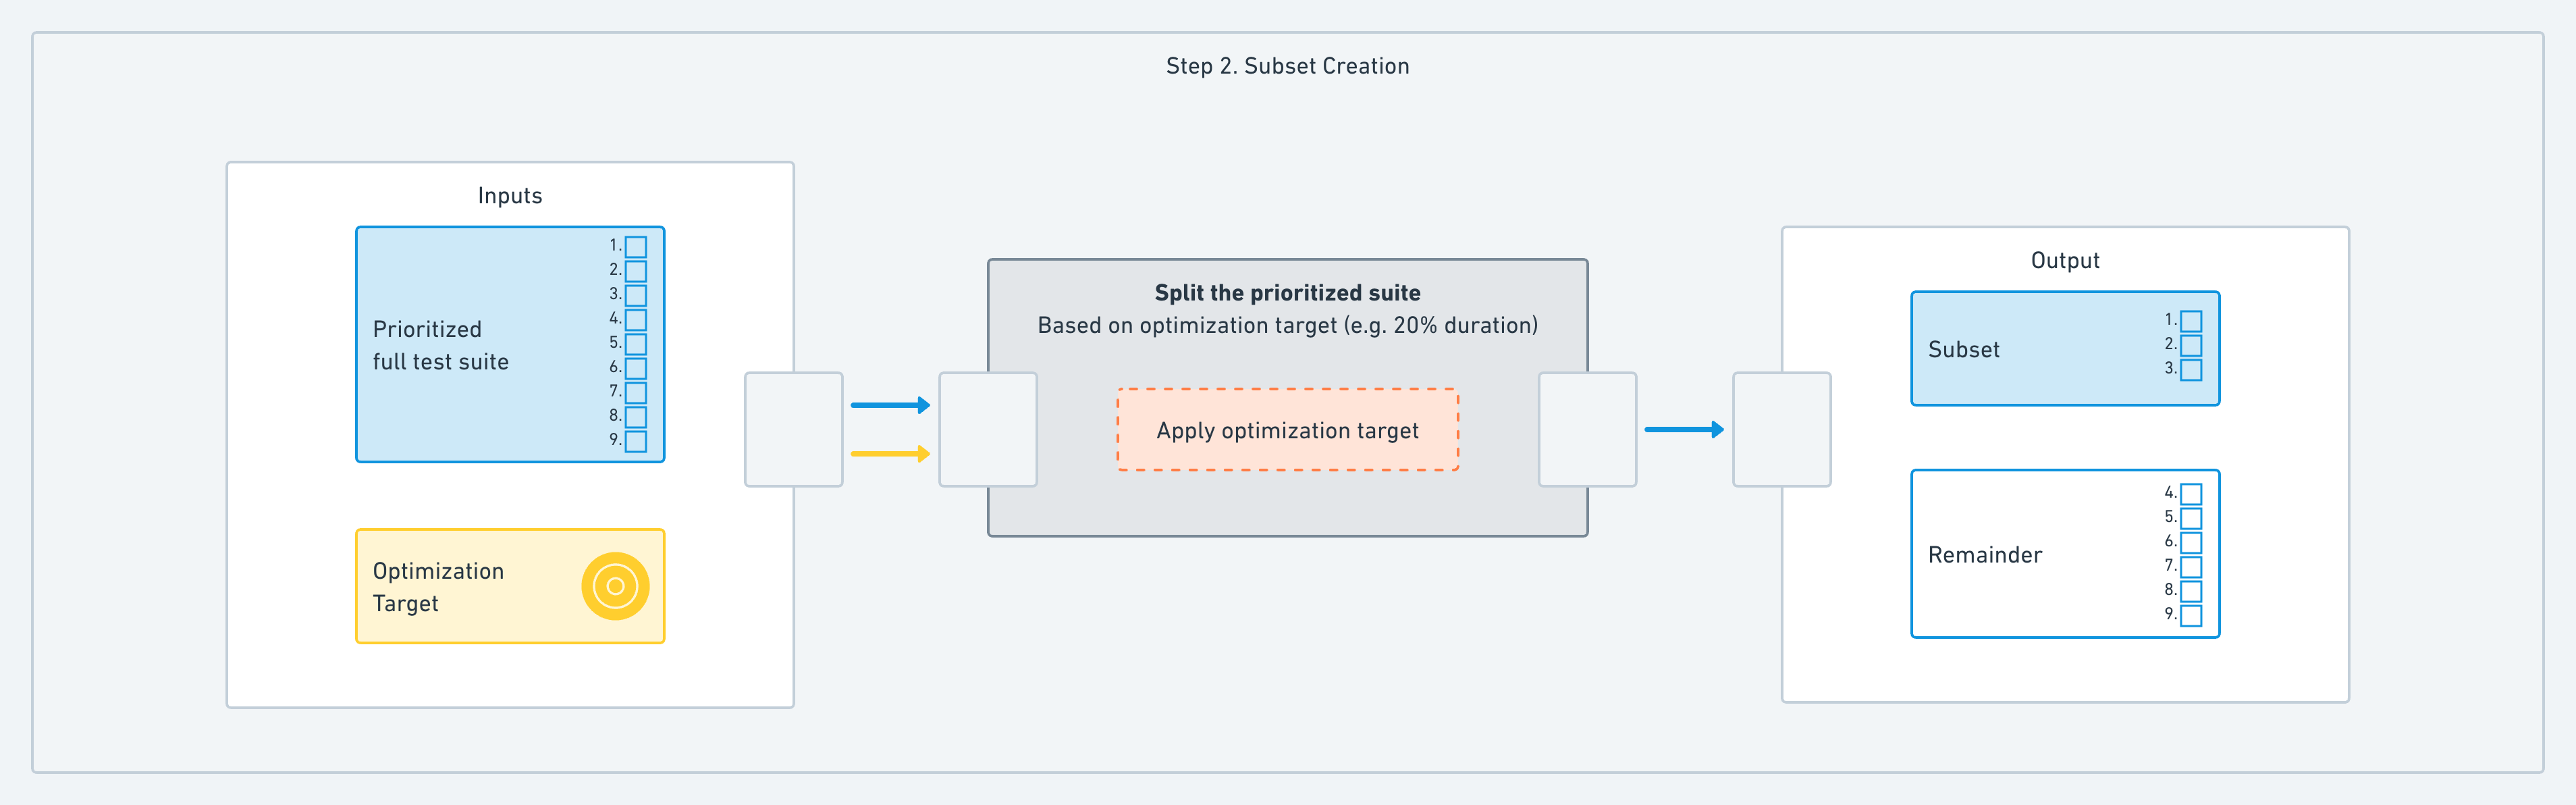 Step 2. Subset Creation
Inputs
Prioritized
full test suite
1.
2.
3.
4.
5.
6.
7.
8.
9.
Optimization
Target
Split the prioritized suite
Based on optimization target (e.g. 20% duration)
Apply optimization target
Output
Subset
1.
2.
3.
Remainder
4.
5.
6.
7.
8.
9.